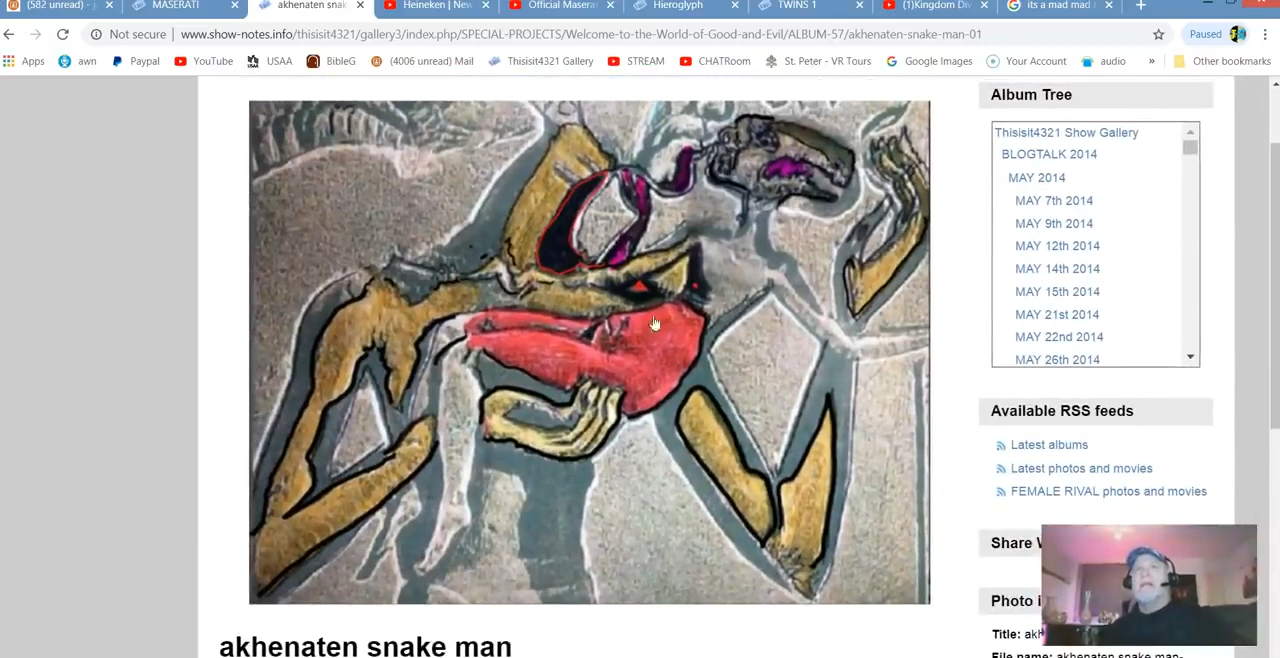 (582 unread) -
MASERATI
akhenaten snak
Heineken | New
Official Masera
Hieroglyph
TWINS 1
(1)Kingdom Div
its a mad mad
Not secure
www.show-notes.info/thisisit4321/gallery3/index.php/SPECIAL-PROJECTS/Welcome-to-the-World-of-Good-and-Evil/ALBUM-57/akhenaten-snake-man-01
Paused
Apps
awn
Paypal
YouTube
USAA
BibleG
(4006 unread) Mail
Thisisit4321 Gallery
STREAM
CHATRoom
St. Peter - VR Tours
Google Images
Your Account
audio
»
Other bookmarks
Album Tree
Thisisit4321 Show Gallery
BLOGTALK 2014
MAY 2014
MAY 7th 2014
MAY 9th 2014
MAY 12th 2014
MAY 14th 2014
MAY 15th 2014
MAY 21st 2014
MAY 22nd 2014
MAY 26th 2014
Available RSS feeds
Latest albums
Latest photos and movies
FEMALE RIVAL photos and movies
Share
Photo i
Title: akh
akhenaten snake man
File name: akhenaten snake man-